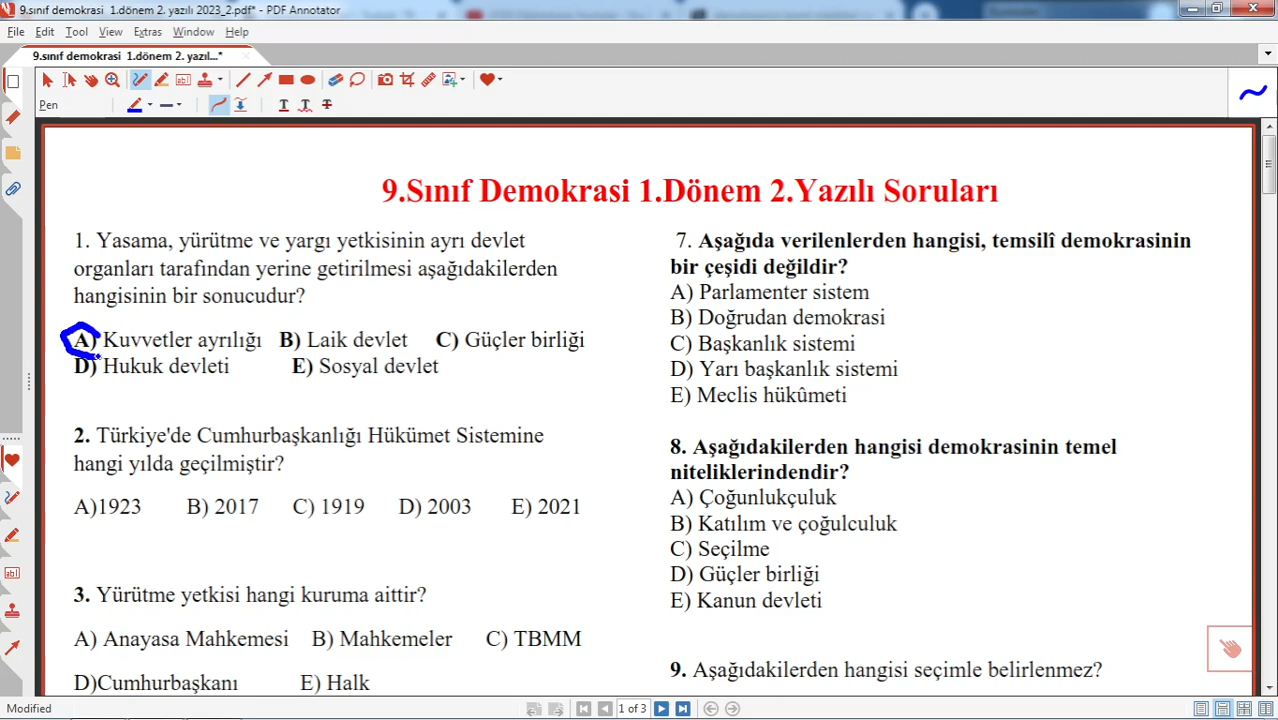 9.sınıf demokrasi 1.dönem 2. yazılı 2023_2.pdf* - PDF Annotator
File Edit Tool View Extras Window Help
9.sınıf demokrasi 1.dönem 2. yazıl...*
Pen
9.Sınıf Demokrasi 1.Dönem 2.Yazılı Soruları
1. Yasama, yürütme ve yargı yetkisinin ayrı devlet
organları tarafından yerine getirilmesi aşağıdakilerden
hangisinin bir sonucudur?
A) Kuvvetler ayrılığı B) Laik devlet C) Güçler birliği
D) Hukuk devleti E) Sosyal devlet
2. Türkiye'de Cumhurbaşkanlığı Hükümet Sistemine
hangi yılda geçilmiştir?
A)1923 B) 2017 C) 1919 D) 2003 E) 2021
3. Yürütme yetkisi hangi kuruma aittir?
A) Anayasa Mahkemesi B) Mahkemeler C) TBMM
D)Cumhurbaşkanı E) Halk
7. Aşağıda verilenlerden hangisi, temsilî demokrasinin
bir çeşidi değildir?
A) Parlamenter sistem
B) Doğrudan demokrasi
C) Başkanlık sistemi
D) Yarı başkanlık sistemi
E) Meclis hükûmeti
8. Aşağıdakilerden hangisi demokrasinin temel
niteliklerindendir?
A) Çoğunlukçuluk
B) Katılım ve çoğulculuk
C) Seçilme
D) Güçler birliği
E) Kanun devleti
9. Aşağıdakilerden hangisi seçimle belirlenmez?
Modified
1 of 3